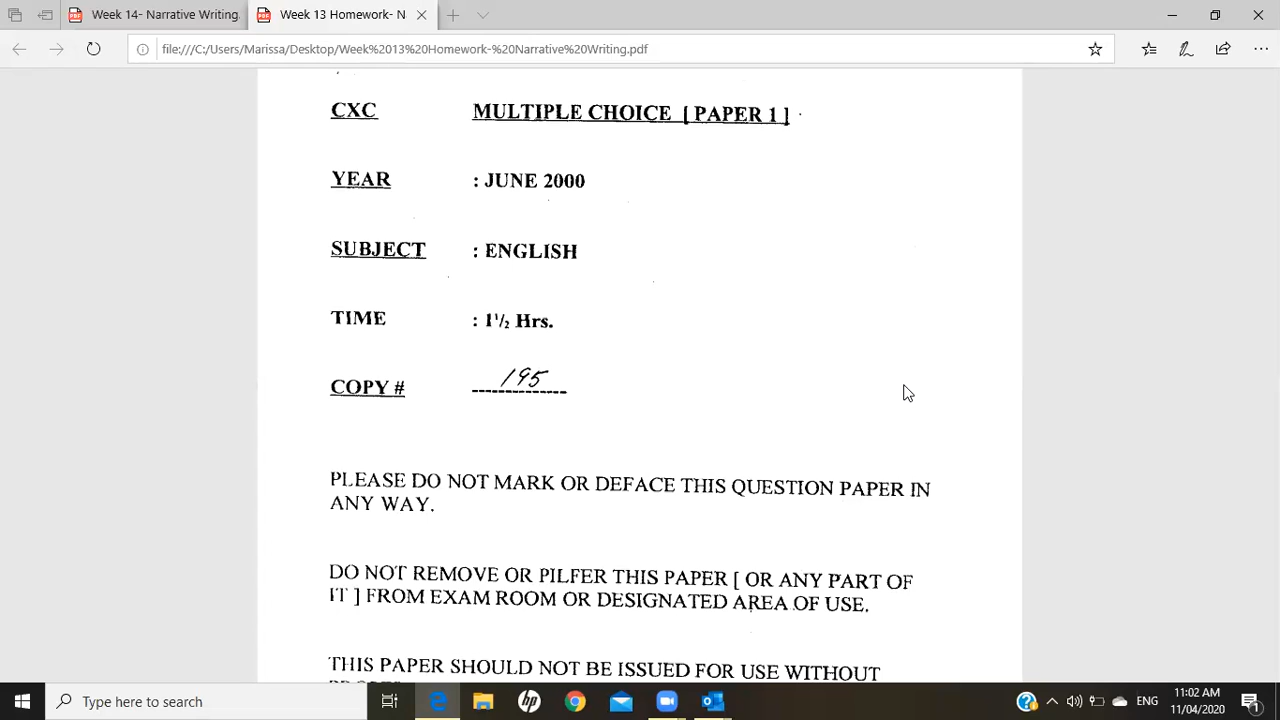 Week 14- Narrative Writing.
Week 13 Homework- N
file:///C:/Users/Marissa/Desktop/Week%2013%20Homework-%20Narrative%20Writing.pdf
CXC MULTIPLE CHOICE [ PAPER 1 ]
YEAR : JUNE 2000
SUBJECT : ENGLISH
TIME : 1 1/2 Hrs.
COPY # 195
PLEASE DO NOT MARK OR DEFACE THIS QUESTION PAPER IN
ANY WAY.
DO NOT REMOVE OR PILFER THIS PAPER [ OR ANY PART OF
IT ] FROM EXAM ROOM OR DESIGNATED AREA OF USE.
THIS PAPER SHOULD NOT BE ISSUED FOR USE WITHOUT
Type here to search
hp
ENG
11:02 AM
11/04/2020